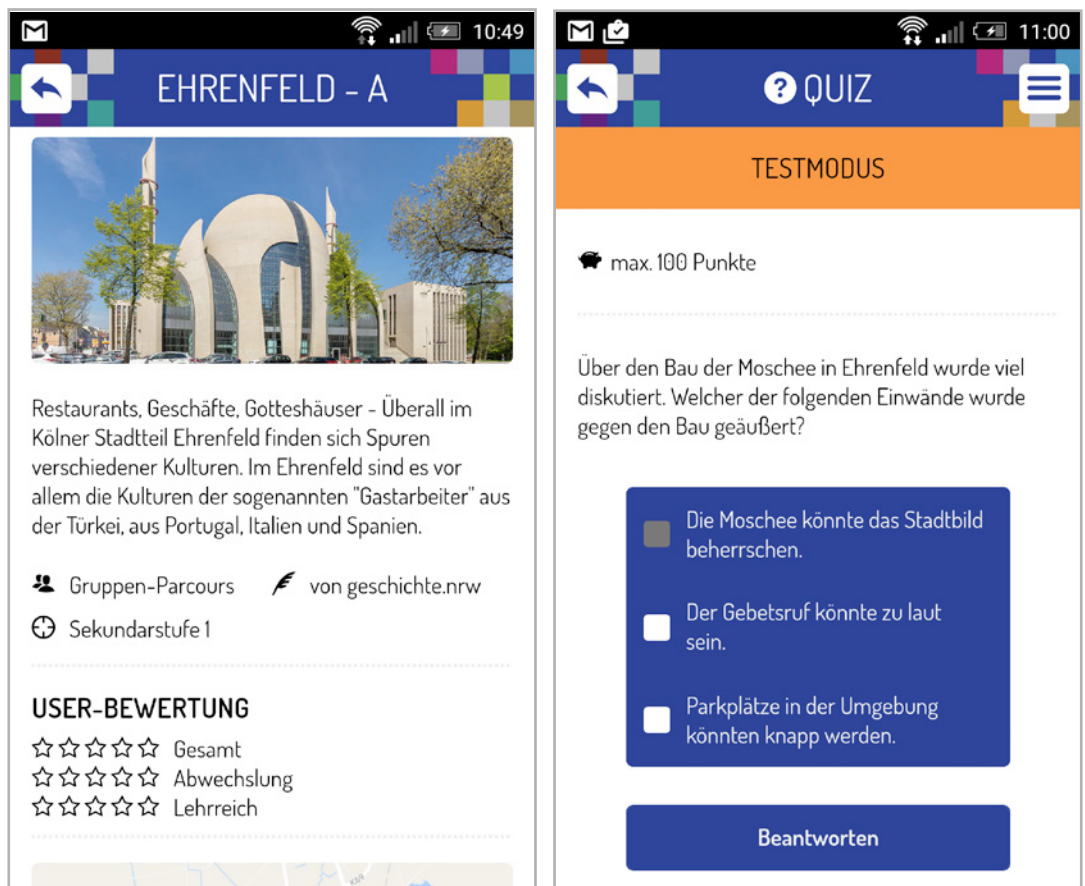 10:49
EHRENFELD - A
Restaurants, Geschäfte, Gotteshäuser - Überall im
Kölner Stadtteil Ehrenfeld finden sich Spuren
verschiedener Kulturen. Im Ehrenfeld sind es vor
allem die Kulturen der sogenannten "Gastarbeiter" aus
der Türkei, aus Portugal, Italien und Spanien.
Gruppen-Parcours von geschichte.nrw
Sekundarstufe 1
USER-BEWERTUNG
Gesamt
Abwechslung
Lehrreich
11:00
? QUIZ
TESTMODUS
max. 100 Punkte
Über den Bau der Moschee in Ehrenfeld wurde viel
diskutiert. Welcher der folgenden Einwände wurde
gegen den Bau geäußert?
Die Moschee könnte das Stadtbild
beherrschen.
Der Gebetsruf könnte zu laut
sein.
Parkplätze in der Umgebung
könnten knapp werden.
Beantworten